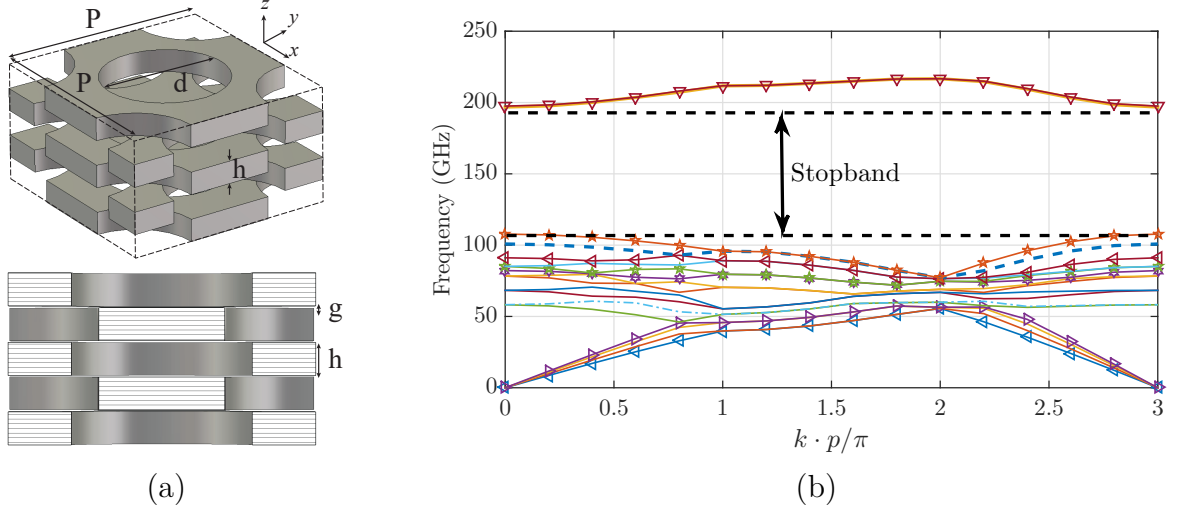 P
P
d
h
z
y
x
g
h
(a)
250
200
150
100
50
0
Frequency (GHz)
Stopband
0
0.5
1
1.5
2
2.5
3
k · p/π
(b)